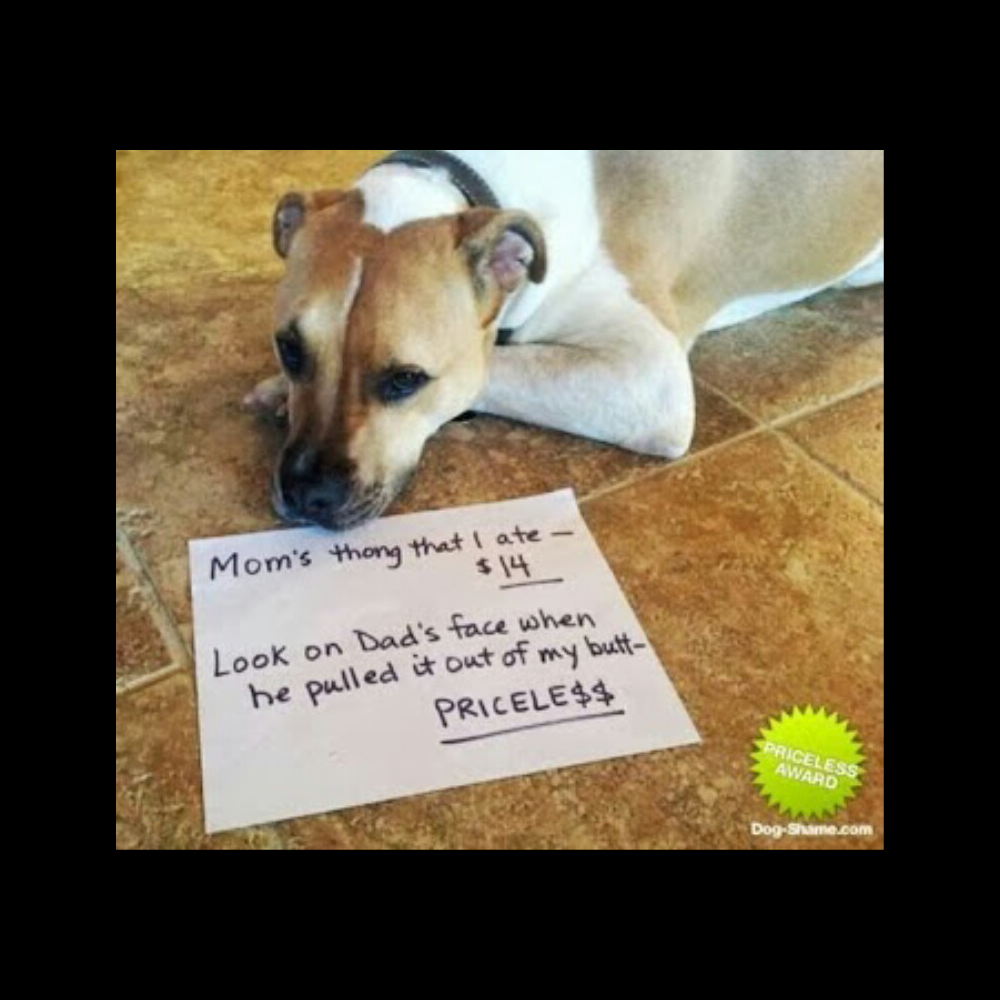 Mom's thong that I ate —
$14
Look on Dad's face when
he pulled it out of my butt-
PRICELE$$
PRICELESS
AWARD
Dog-Shame.com